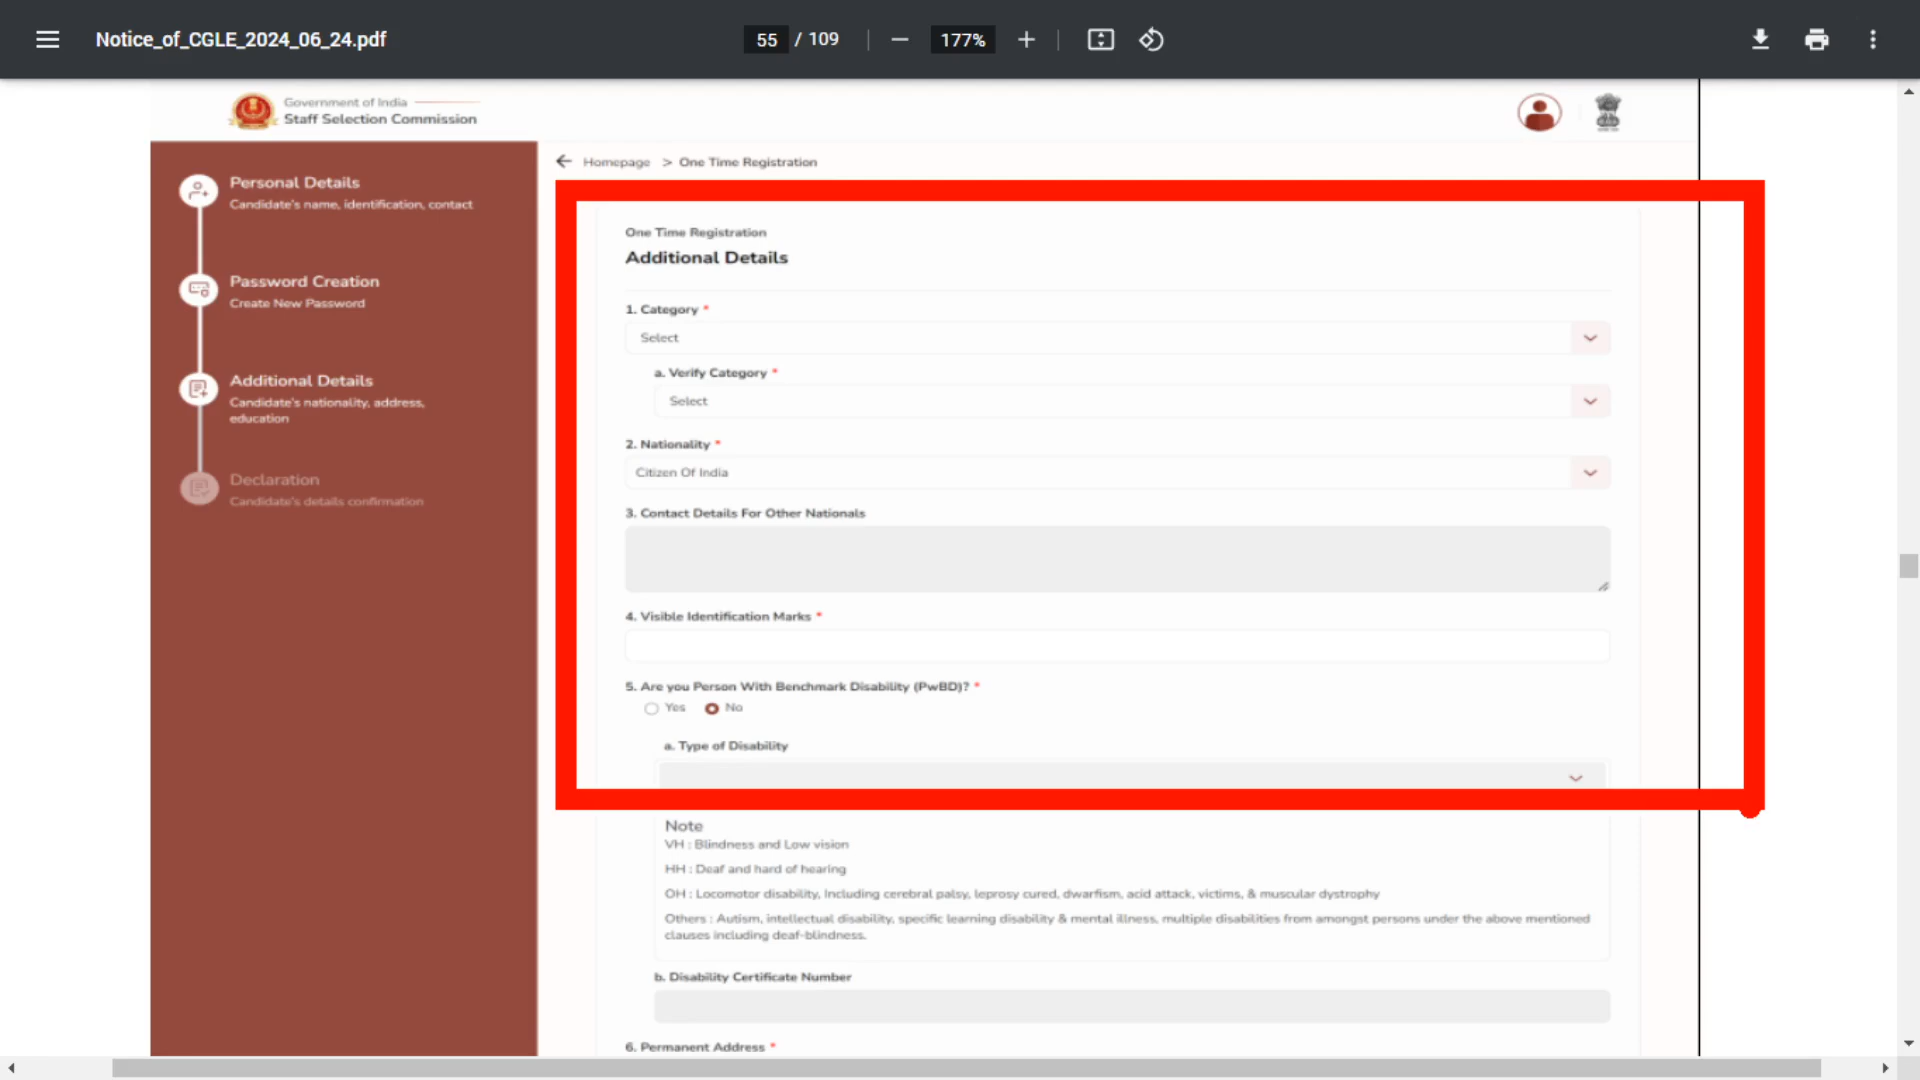 Notice_of_CGLE_2024_06_24.pdf
55 / 109
177%
Government of India
Staff Selection Commission
Personal Details
Candidate's name, identification, contact
Password Creation
Create New Password
Additional Details
Candidate's nationality, address,
education
Declaration
Candidate's details confirmation
Homepage > One Time Registration
One Time Registration
Additional Details
1. Category *
Select
a. Verify Category *
Select
2. Nationality *
Citizen Of India
3. Contact Details For Other Nationals
4. Visible Identification Marks *
5. Are you Person With Benchmark Disability (PwBD)? *
Yes No
a. Type of Disability
Note
VH : Blindness and Low vision
HH : Deaf and hard of hearing
OH : Locomotor disability, Including cerebral palsy, leprosy cured, dwarfism, acid attack, victims, & muscular dystrophy
Others : Autism, intellectual disability, specific learning disability & mental illness, multiple disabilities from amongst persons under the above mentioned
clauses including deaf-blindness.
b. Disability Certificate Number
6. Permanent Address *